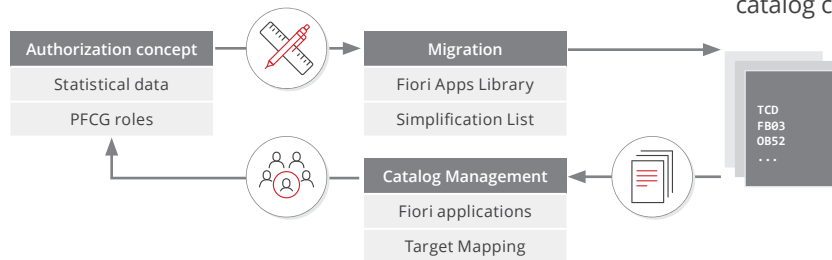 catalog c
Authorization concept
Statistical data
PFCG roles
Migration
Fiori Apps Library
Simplification List
TCD
FB03
OB52
...
Catalog Management
Fiori applications
Target Mapping